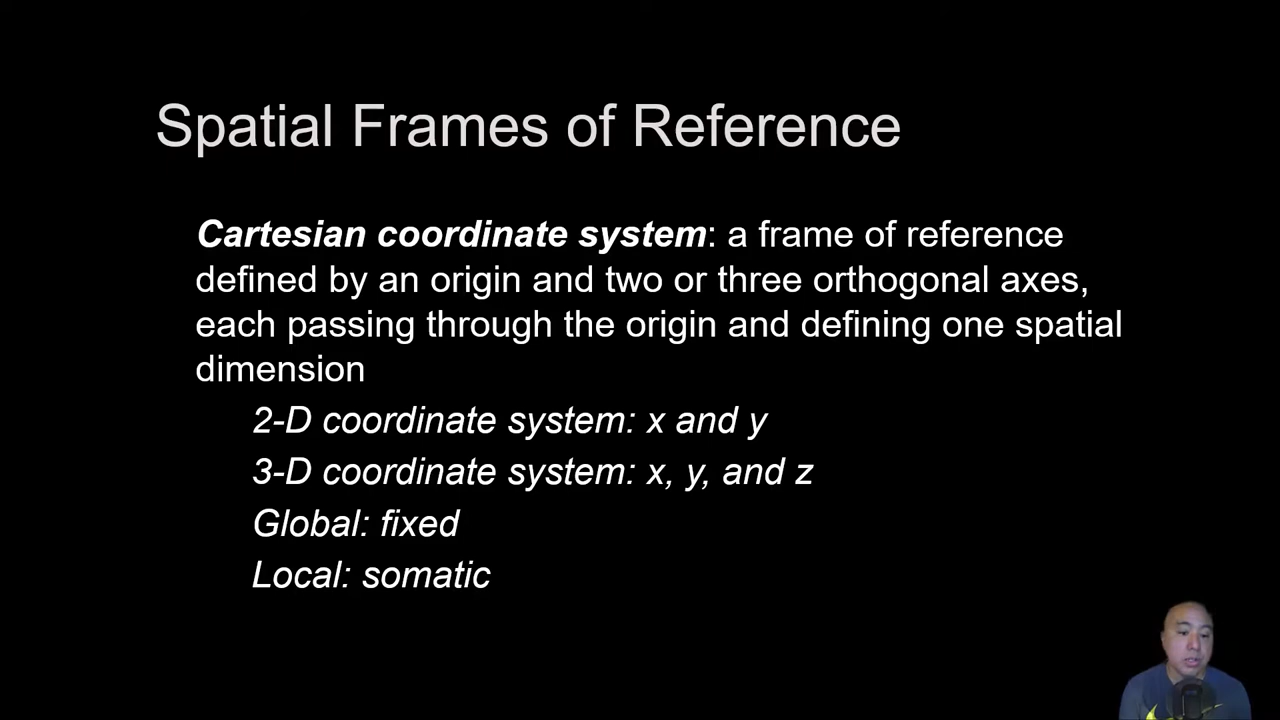 Spatial Frames of Reference
Cartesian coordinate system: a frame of reference
defined by an origin and two or three orthogonal axes,
each passing through the origin and defining one spatial
dimension
2-D coordinate system: x and y
3-D coordinate system: x, y, and z
Global: fixed
Local: somatic